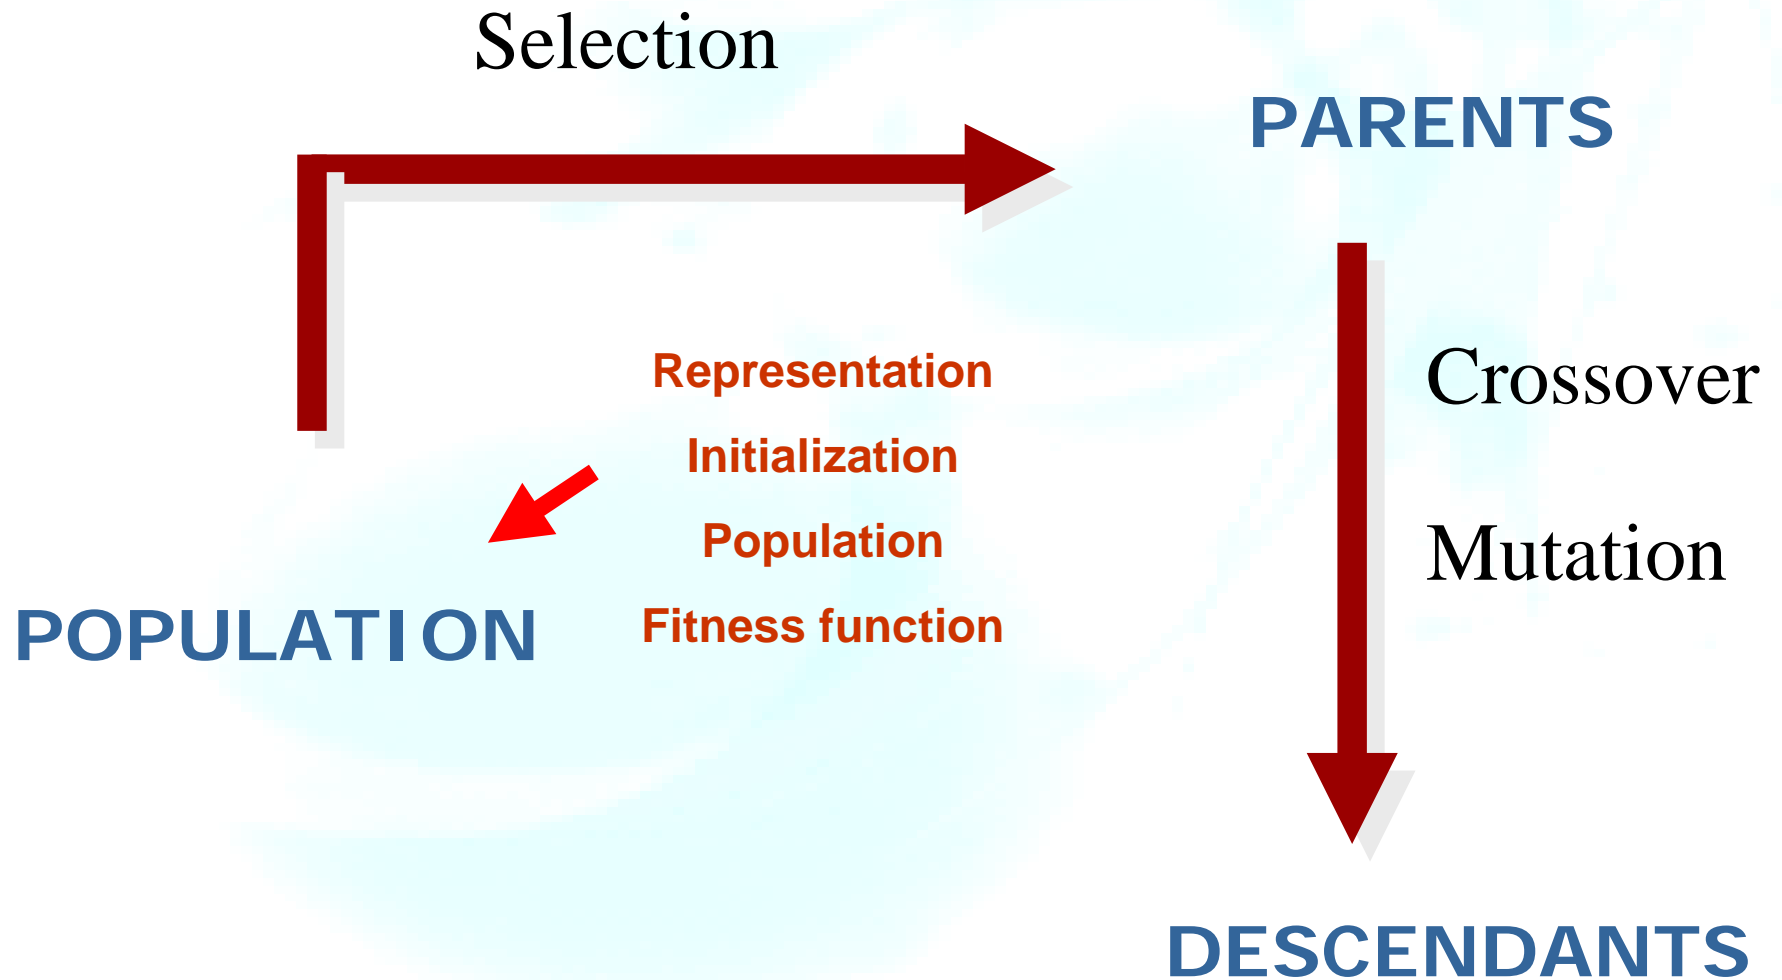 Selection
PARENTS
Representation
Crossover
Initialization
Population
Mutation
POPULATION
Fitness function
DESCENDANTS